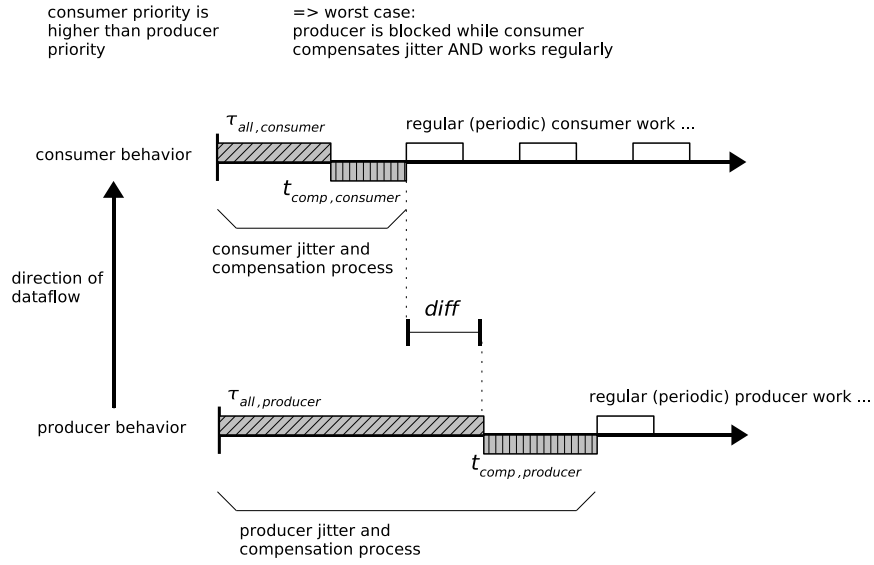 consumer priority is
higher than producer
priority
=> worst case:
producer is blocked while consumer
compensates jitter AND works regularly
τall,consumer
regular (periodic) consumer work ...
consumer behavior
tcomp,consumer
consumer jitter and
compensation process
direction of
dataflow
diff
τall,producer
regular (periodic) producer work ...
producer behavior
tcomp,producer
producer jitter and
compensation process